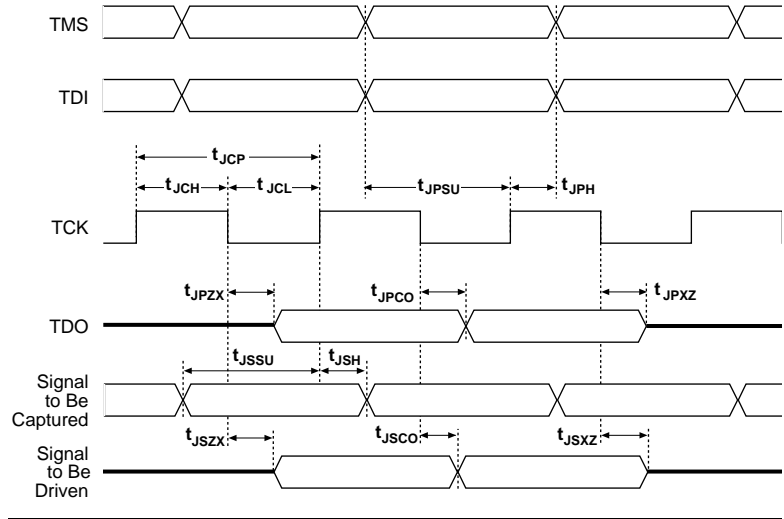 TMS
TDI
tJCP
tJCH
tJCL
tJPSU
tJPH
TCK
tJPZX
tJPCO
tJPXZ
TDO
tJSSU
tJSH
Signal
to Be
Captured
tJSZX
tJSCO
tJSXZ
Signal
to Be
Driven